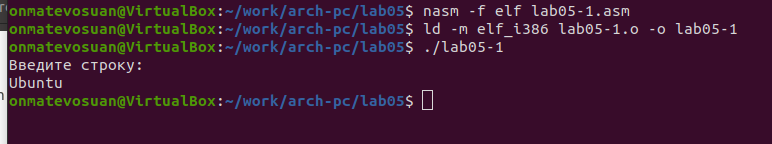 onmatevosuan@VirtualBox:~/work/arch-pc/lab05$ nasm -f elf lab05-1.asm
onmatevosuan@VirtualBox:~/work/arch-pc/lab05$ ld -m elf_i386 lab05-1.o -o lab05-1
onmatevosuan@VirtualBox:~/work/arch-pc/lab05$ ./lab05-1
Введите строку:
Ubuntu
onmatevosuan@VirtualBox:~/work/arch-pc/lab05$